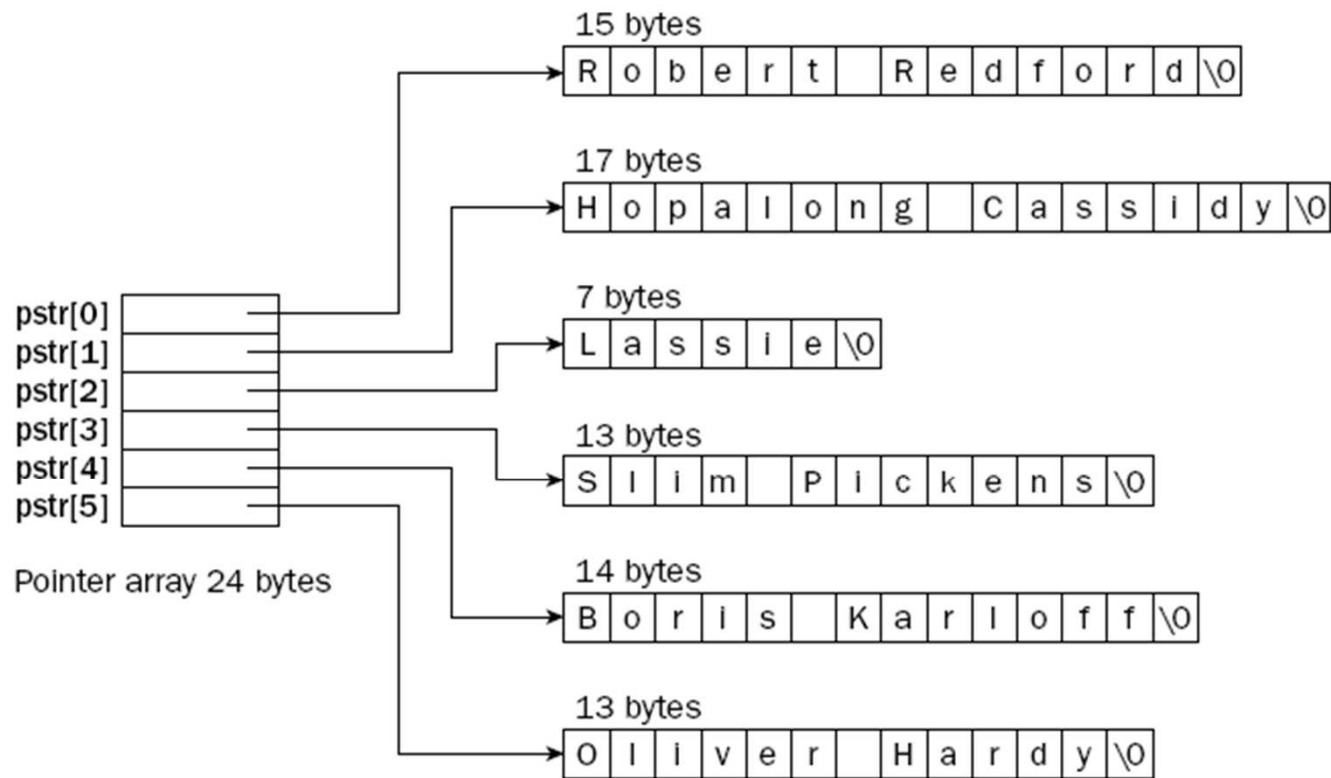 15 bytes
Robert Redford\0
17 bytes
Hopalong Cassidy\0
7 bytes
Lassie\0
13 bytes
Slim Pickens\0
14 bytes
Boris Karloff\0
13 bytes
Oliver Hardy\0
pstr[0]
pstr[1]
pstr[2]
pstr[3]
pstr[4]
pstr[5]
Pointer array 24 bytes